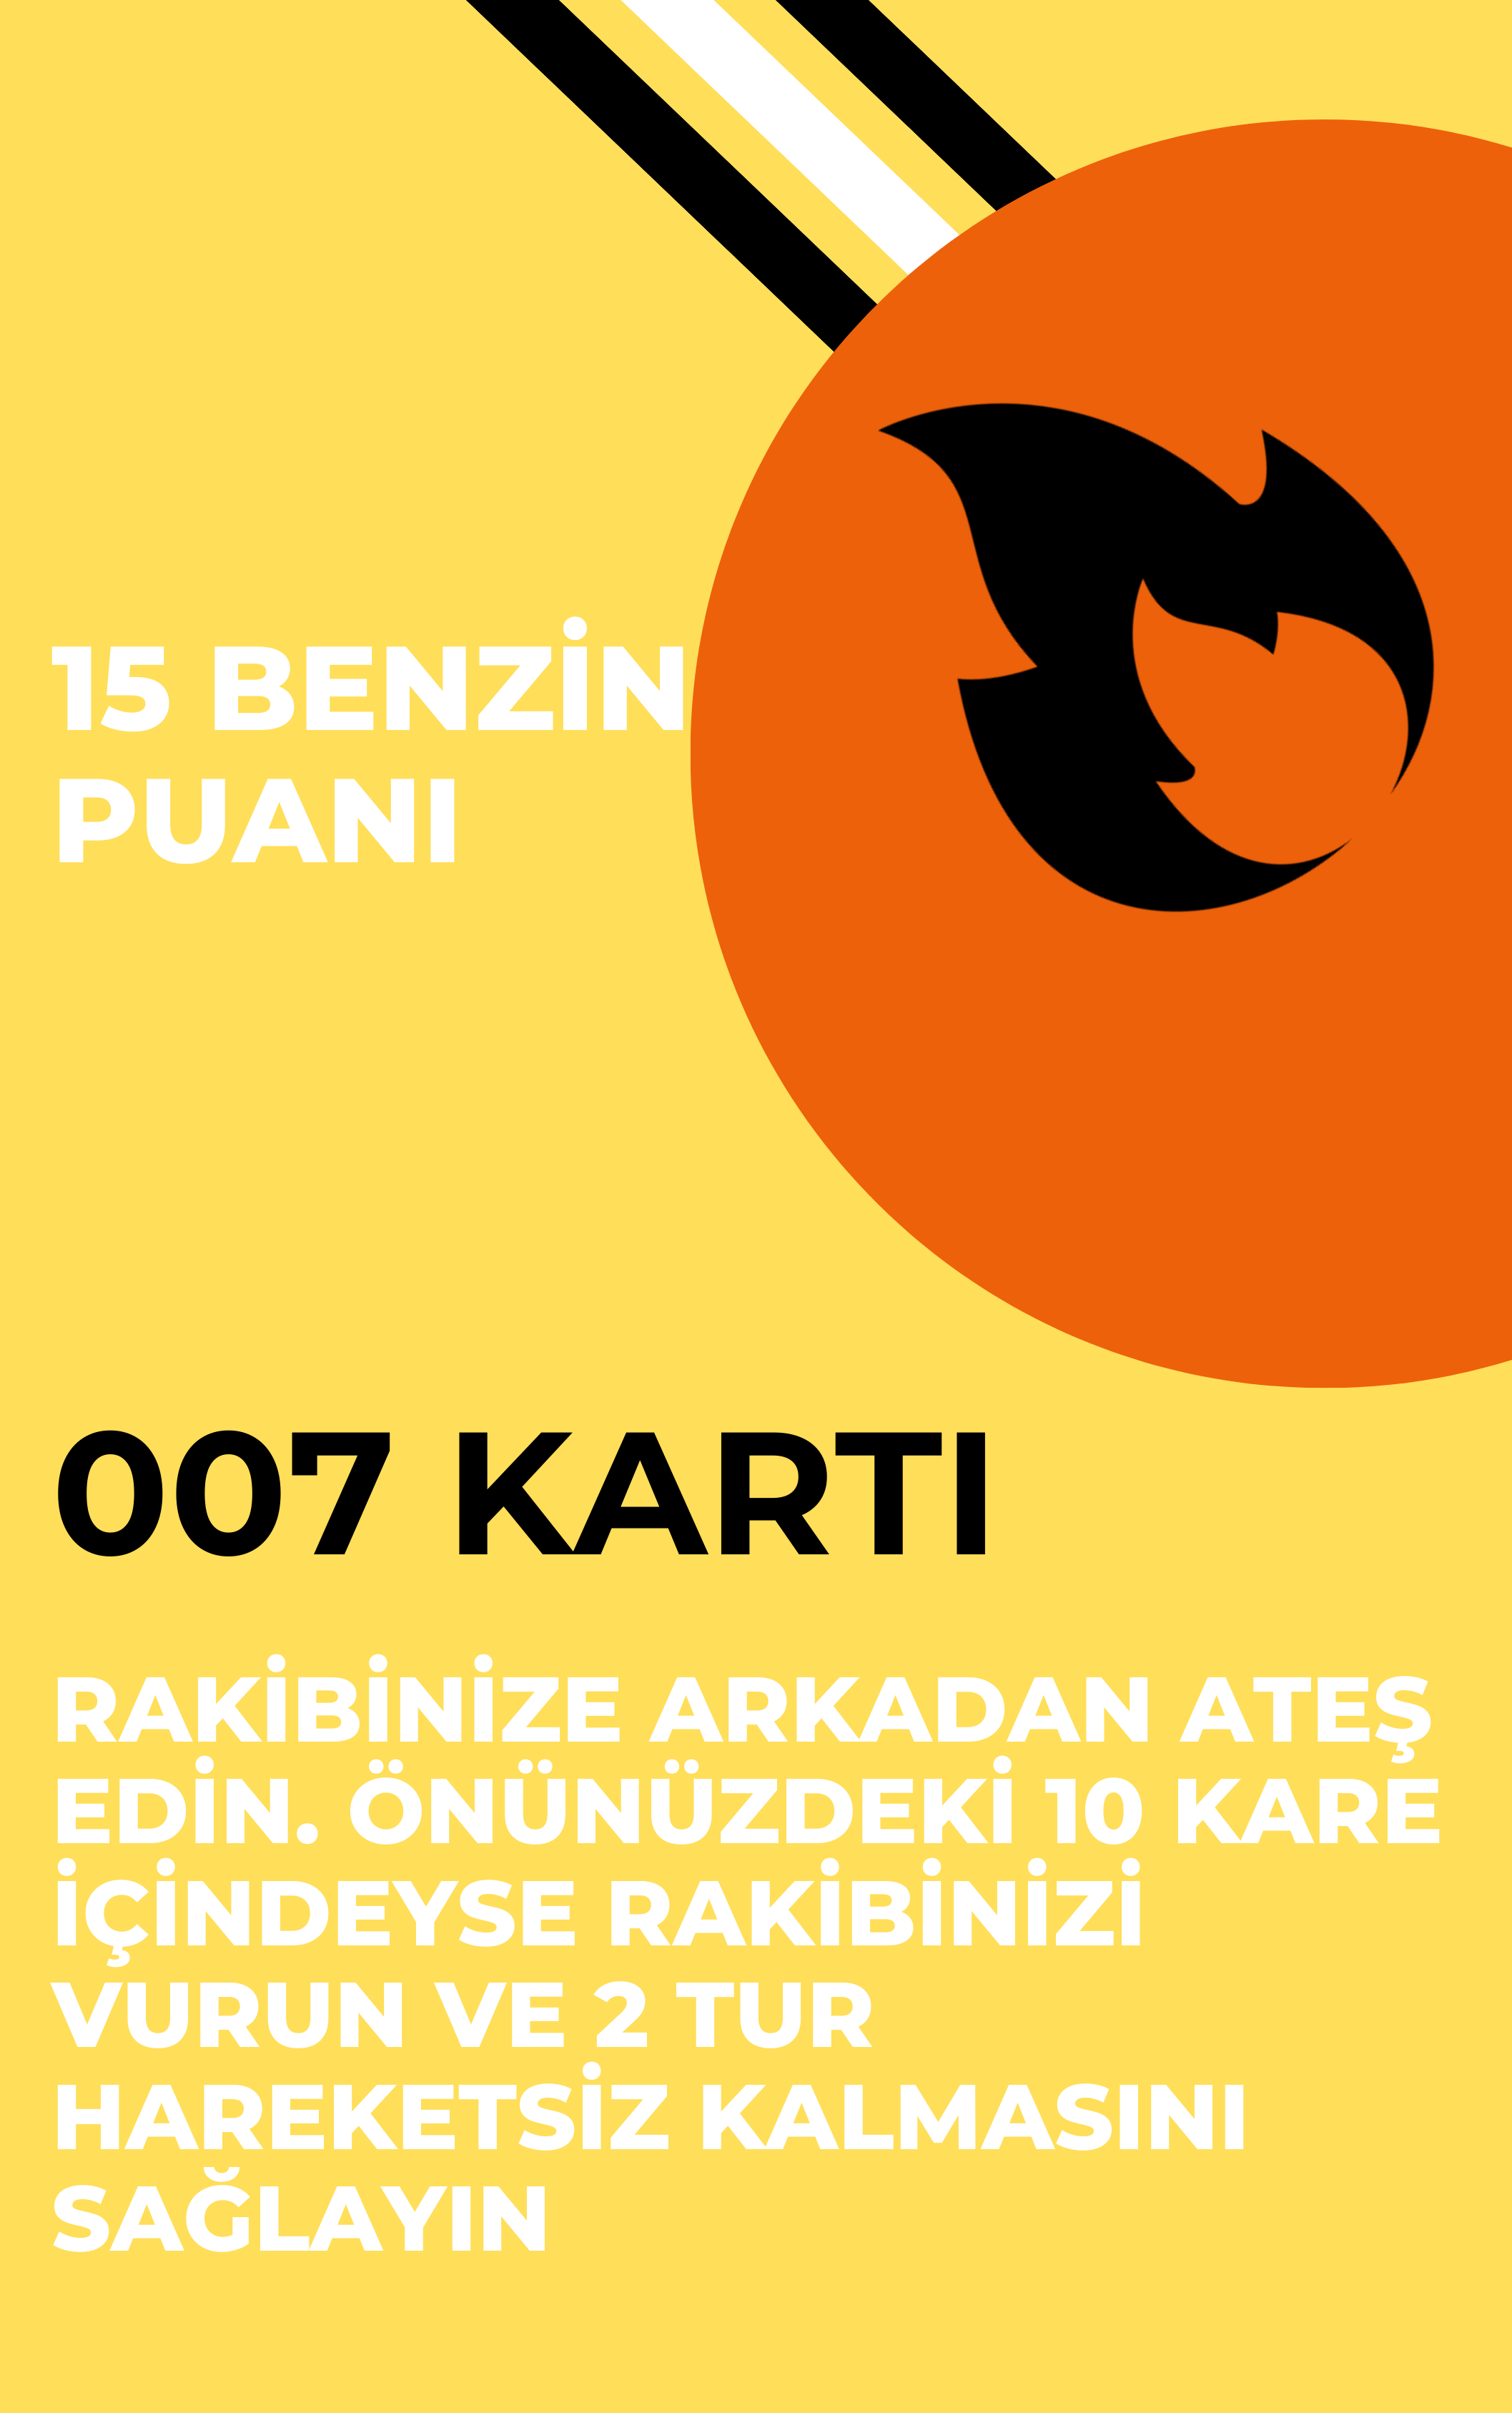 15 BENZİN
PUANI
007 KARTI
RAKİBİNİZE ARKADAN ATEŞ
EDİN. ÖNÜNÜZDEKİ 10 KARE
İÇİNDEYSE RAKİBİNİZİ
VURUN VE 2 TUR
HAREKETSİZ KALMASINI
SAĞLAYIN